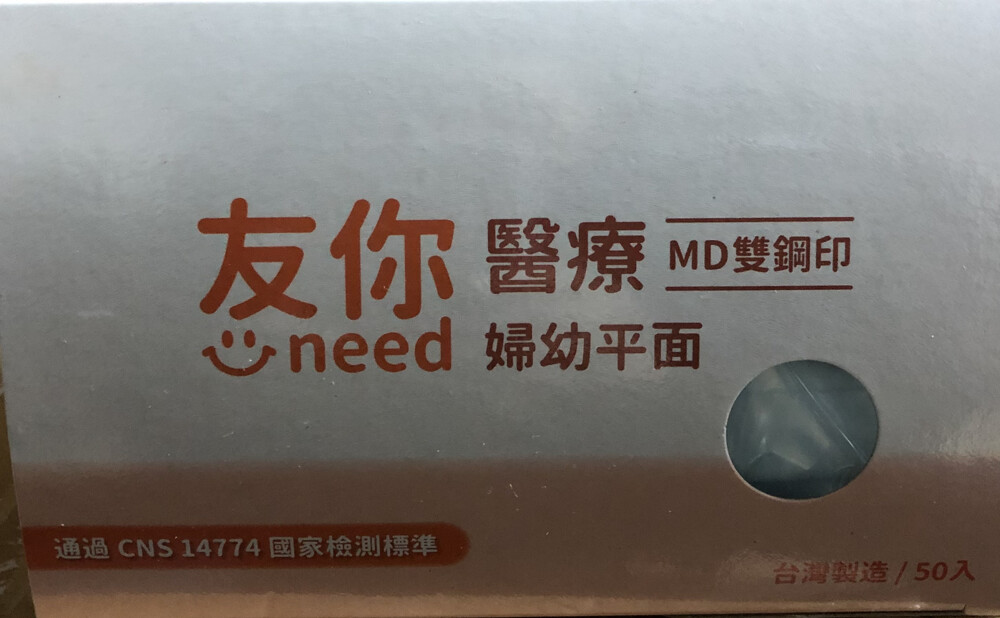 友你
need
醫療
MD雙鋼印
婦幼平面
通過 CNS 14774 國家檢測標準
台灣製造 / 50入